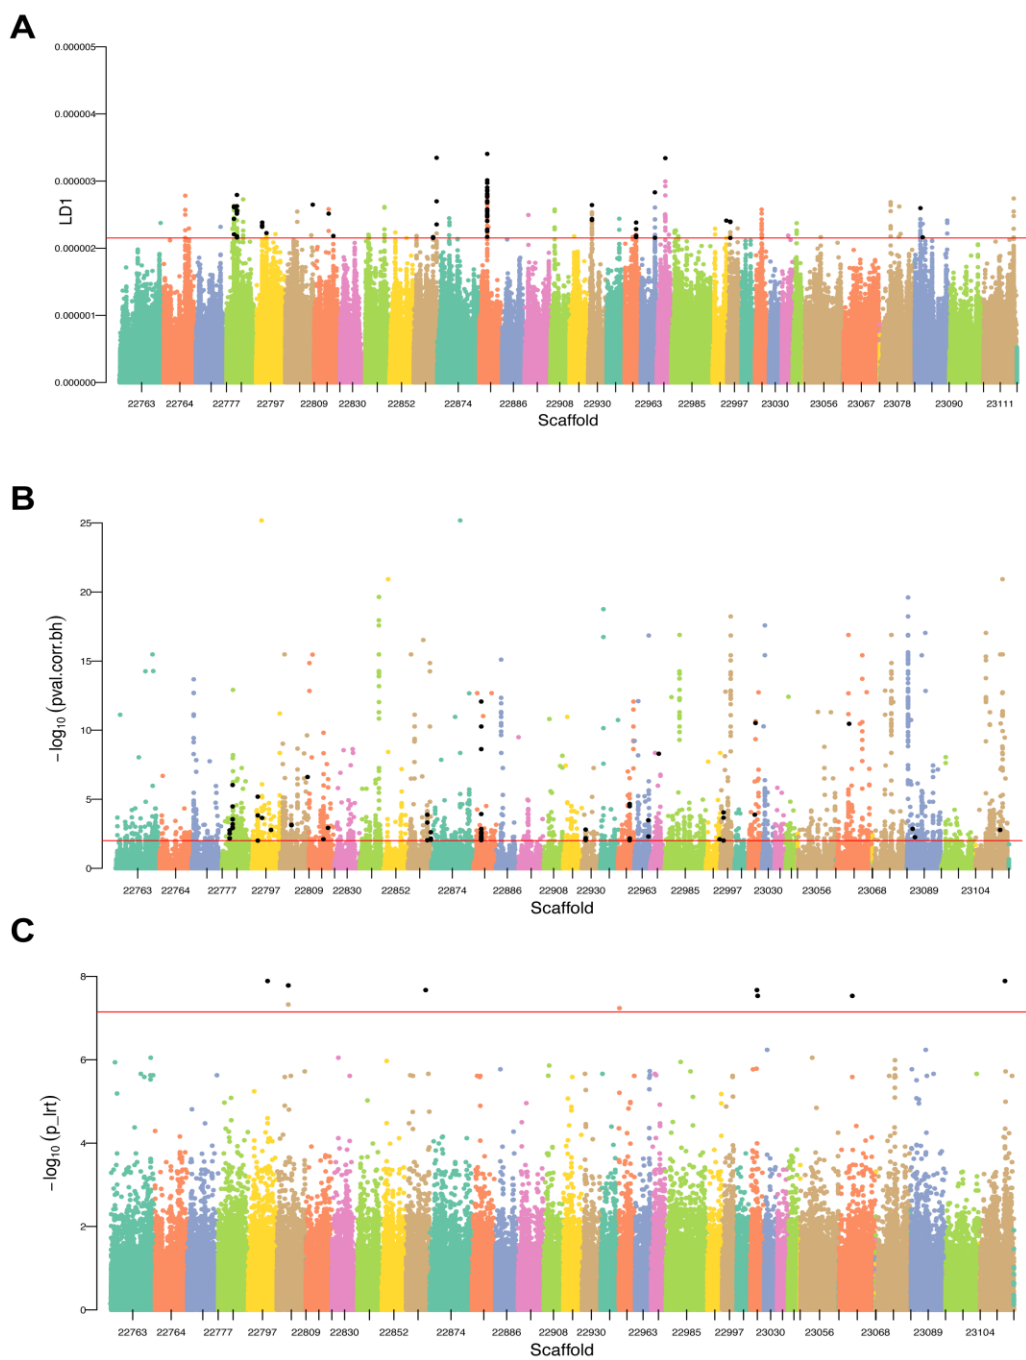 A
0.000005
0.000004
0.000003
0.000002
0.000001
0.000000
LD1
22763 22764 22777 22797 22809 22830 22852 22874 22886 22908 22930 22963 22985 22997 23030 23056 23067 23078 23090 23111
Scaffold
B
25
20
15
10
5
0
−log10 (pval.corr.bh)
22763 22764 22777 22797 22809 22830 22852 22874 22886 22908 22930 22963 22985 22997 23030 23056 23068 23089 23104
Scaffold
C
8
6
4
2
0
−log10 (p_lrt)
22763 22764 22777 22797 22809 22830 22852 22874 22886 22908 22930 22963 22985 22997 23030 23056 23068 23089 23104
Scaffold